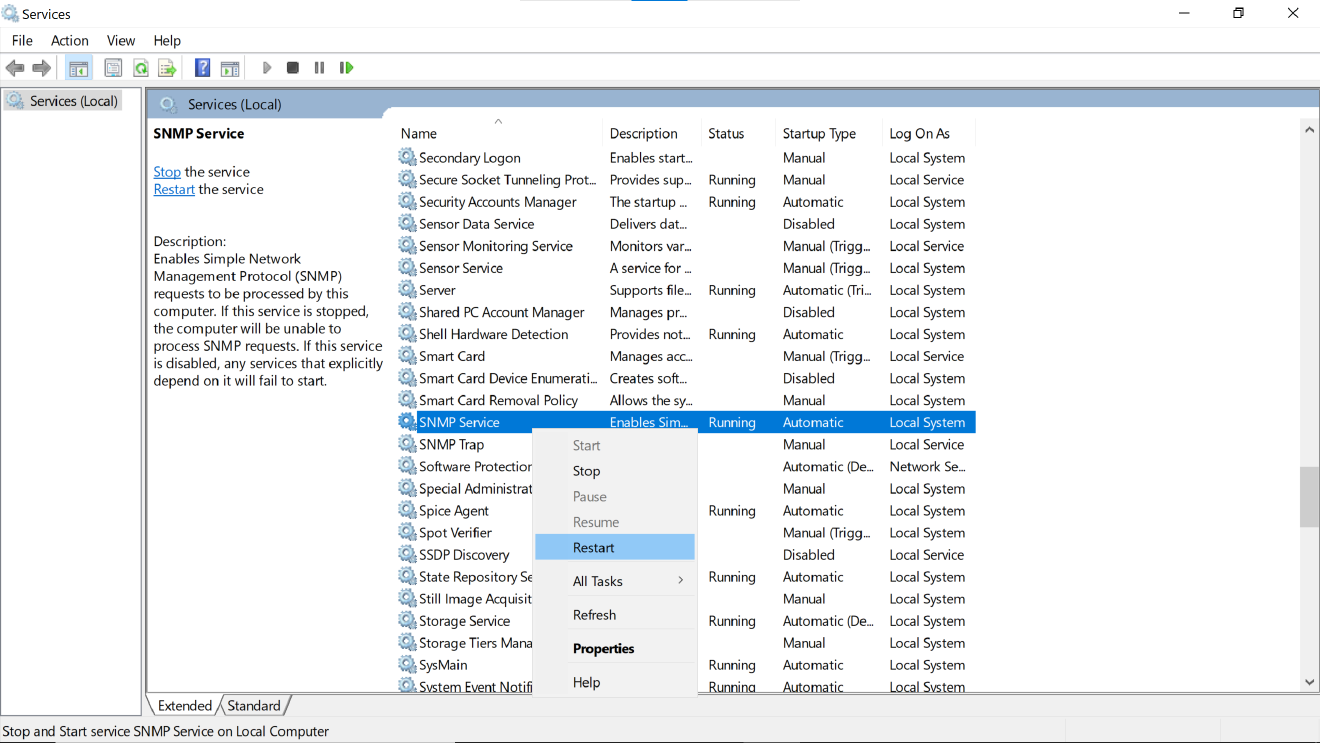 Services
File Action View Help
Services (Local)
Services (Local)
SNMP Service
Stop the service
Restart the service
Description:
Enables Simple Network
Management Protocol (SNMP)
requests to be processed by this
computer. If this service is stopped,
the computer will be unable to
process SNMP requests. If this service
is disabled, any services that explicitly
depend on it will fail to start.
Name Description Status Startup Type Log On As
Secondary Logon Enables start... Manual Local System
Secure Socket Tunneling Prot... Provides sup... Running Manual Local Service
Security Accounts Manager The startup ... Running Automatic Local System
Sensor Data Service Delivers dat... Disabled Local System
Sensor Monitoring Service Monitors var... Manual (Trigg... Local Service
Sensor Service A service for ... Manual (Trigg... Local System
Server Supports file... Running Automatic (Tri... Local System
Shared PC Account Manager Manages pr... Disabled Local System
Shell Hardware Detection Provides not... Running Automatic Local System
Smart Card Manages acc... Manual (Trigg... Local Service
Smart Card Device Enumerati... Creates soft... Disabled Local System
Smart Card Removal Policy Allows the sy... Manual Local System
SNMP Service Enables Sim... Running Automatic Local System
SNMP Trap Manual Local Service
Software Protection Automatic (De... Network Se...
Special Administrat Manual Local System
Spice Agent Running Automatic Local System
Spot Verifier Manual (Trigg... Local System
SSDP Discovery Disabled Local Service
State Repository Se Running Automatic Local System
Still Image Acquisit Manual Local System
Storage Service Running Automatic (De... Local System
Storage Tiers Mana Manual Local System
SysMain Running Automatic Local System
System Event Notifi Running Automatic Local System
Start
Stop
Pause
Resume
Restart
All Tasks
Refresh
Properties
Help
Extended Standard
Stop and Start service SNMP Service on Local Computer